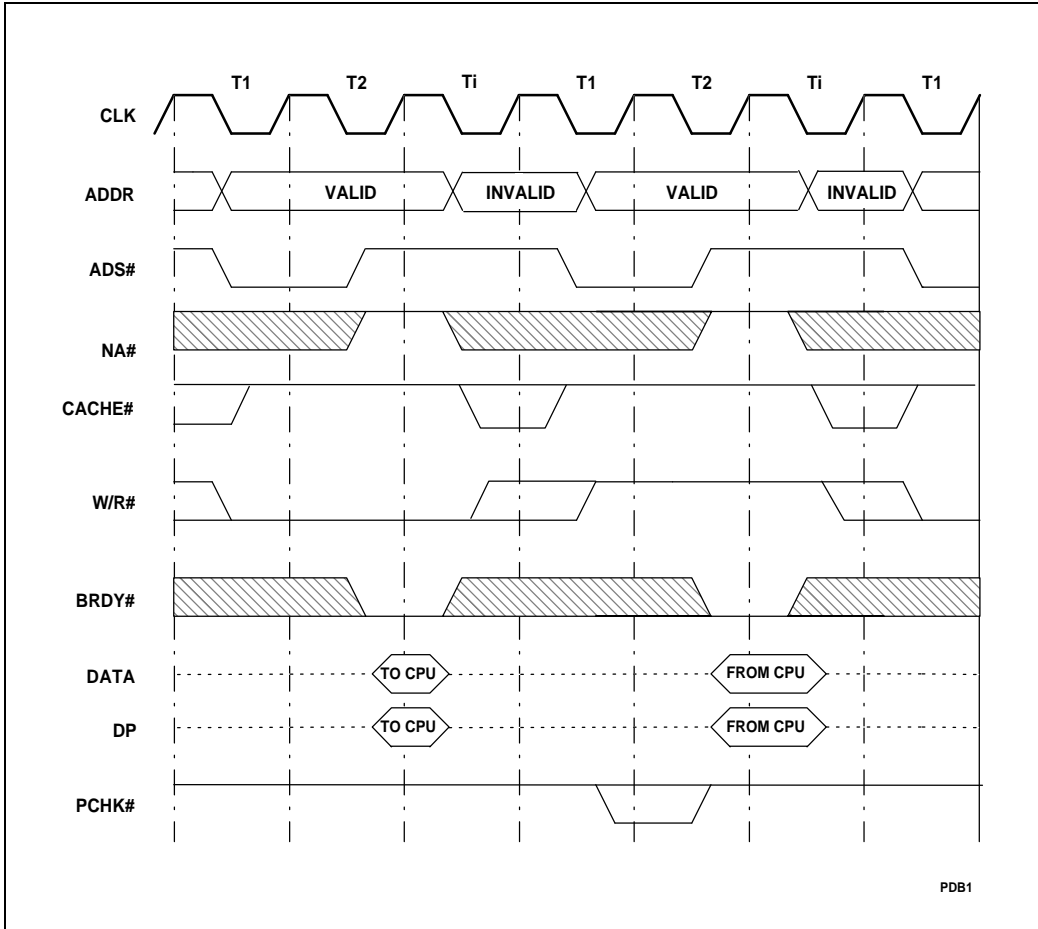 T1 T2 Ti T1 T2 Ti T1
CLK
ADDR VALID INVALID VALID INVALID
ADS#
NA#
CACHE#
W/R#
BRDY#
DATA TO CPU FROM CPU
DP TO CPU FROM CPU
PCHK#
PDB1